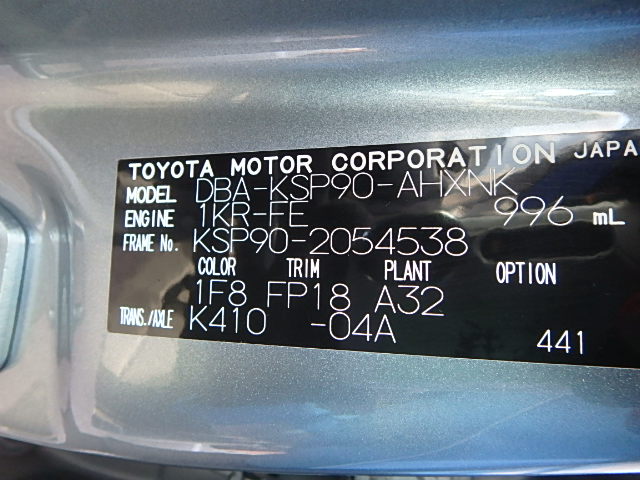 TOYOTA MOTOR CORPORATION JAPA
MODEL DBA-KSP90-AHXNK
ENGINE 1KR-FE 996 mL
FRAME No. KSP90-2054538
COLOR TRIM PLANT OPTION
1F8 FP18 A32
TRANS./AXLE K410 -04A
441